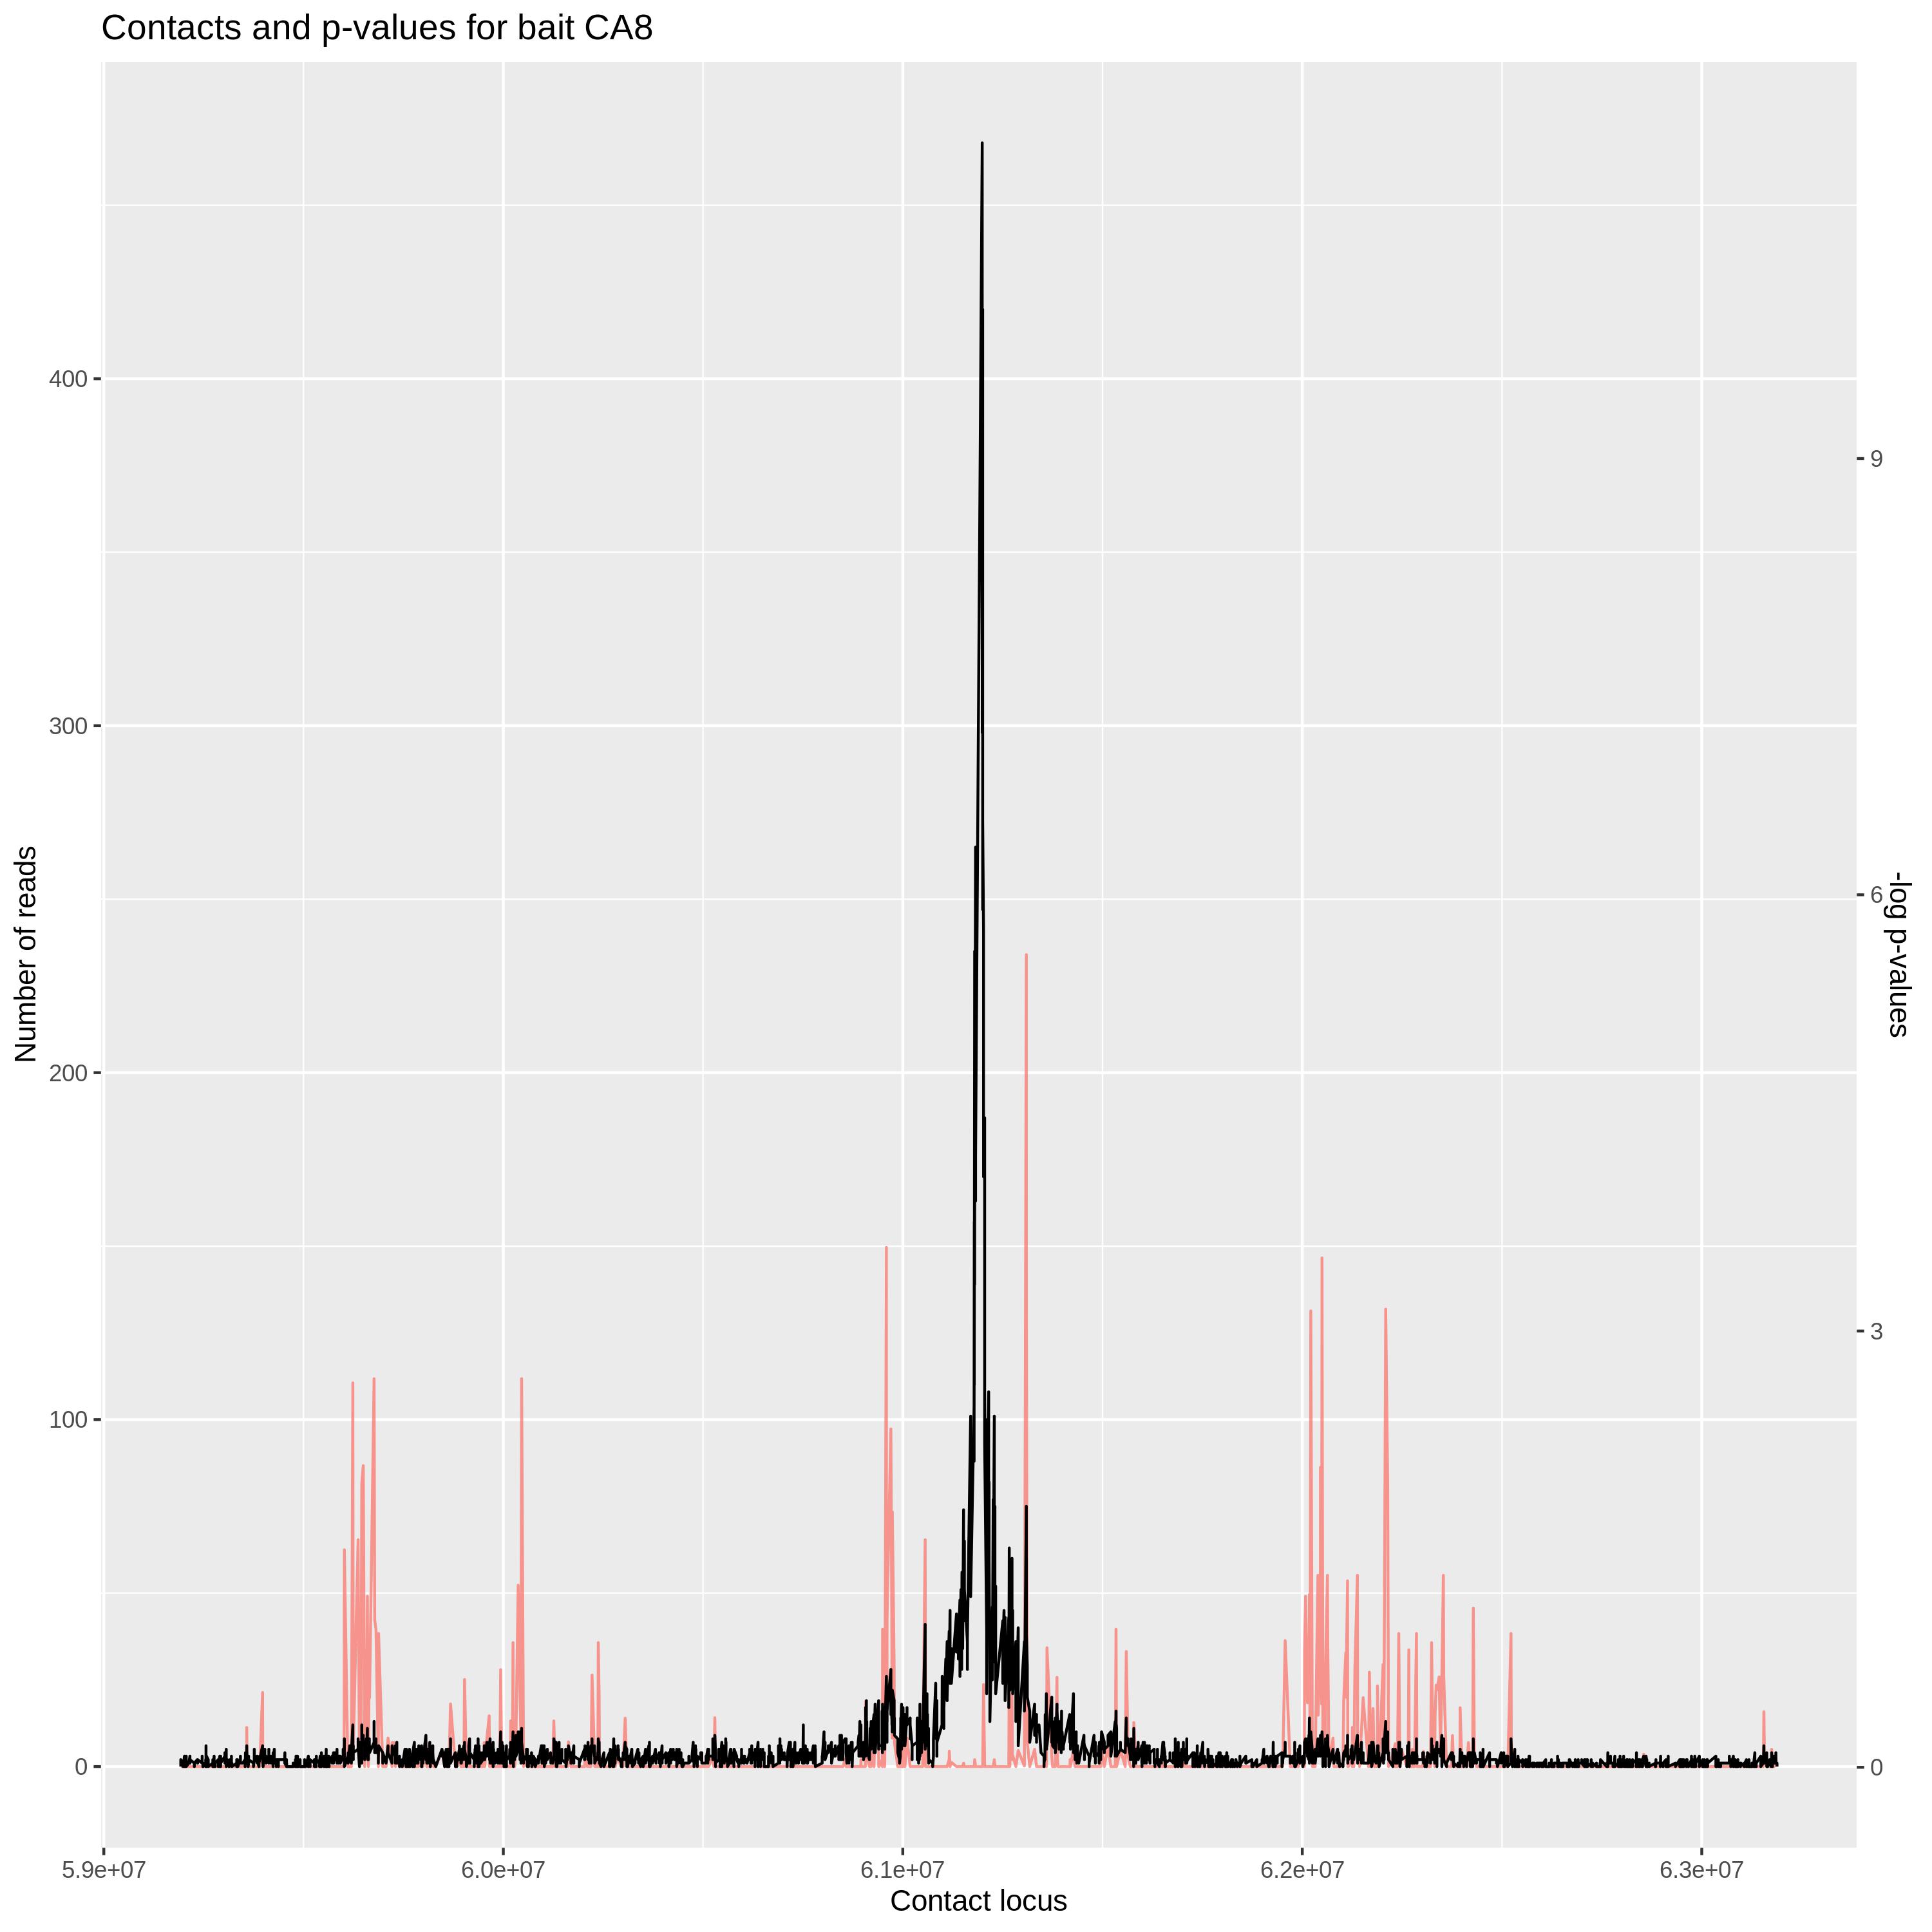 Contacts and p-values for bait CA8
Number of reads
400
300
200
100
0
9
6
3
0
-log p-values
5.9e+07
6.0e+07
6.1e+07
6.2e+07
6.3e+07
Contact locus